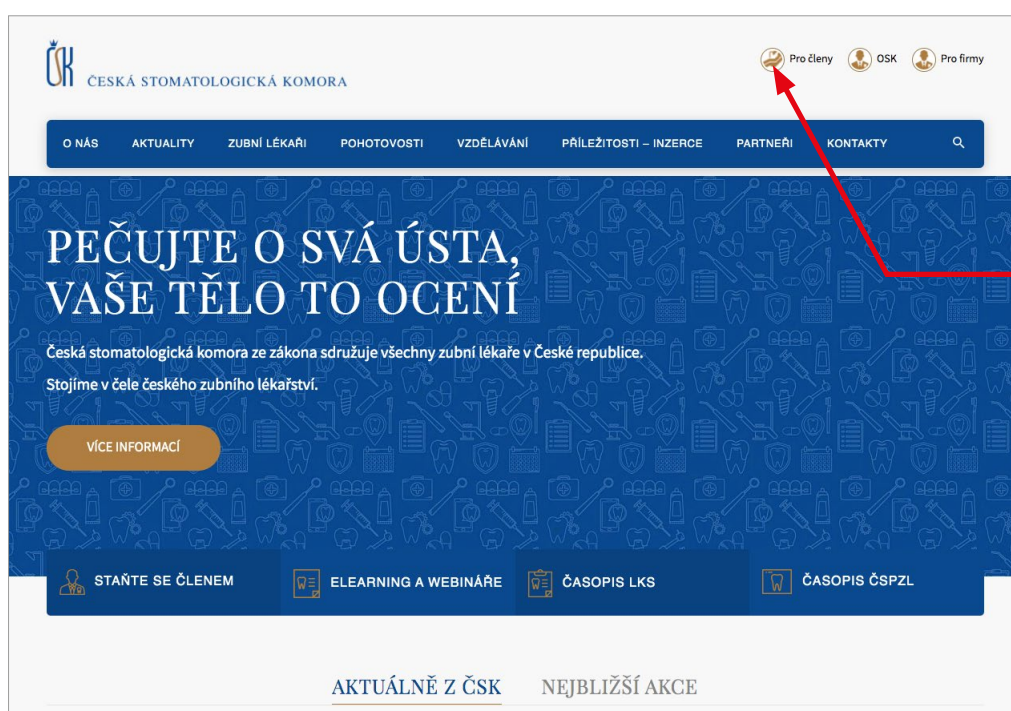 ČSK ČESKÁ STOMATOLOGICKÁ KOMORA
Pro členy OSK Pro firmy
O NÁS AKTUALITY ZUBNÍ LÉKAŘI POHOTOVOSTI VZDĚLÁVÁNÍ PŘÍLEŽITOSTI – INZERCE PARTNEŘI KONTAKTY
PEČUJTE O SVÁ ÚSTA,
VAŠE TĚLO TO OCENÍ
Česká stomatologická komora ze zákona sdružuje všechny zubní lékaře v České republice.
Stojíme v čele českého zubního lékařství.
VÍCE INFORMACÍ
STAŇTE SE ČLENEM ELEARNING A WEBINÁŘE ČASOPIS LKS ČASOPIS ČSPZL
AKTUÁLNĚ Z ČSK NEJBLIŽŠÍ AKCE